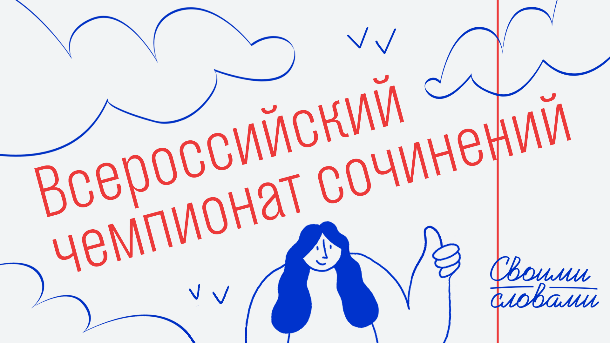 Всероссийский
чемпионат сочинений
Своими
словами